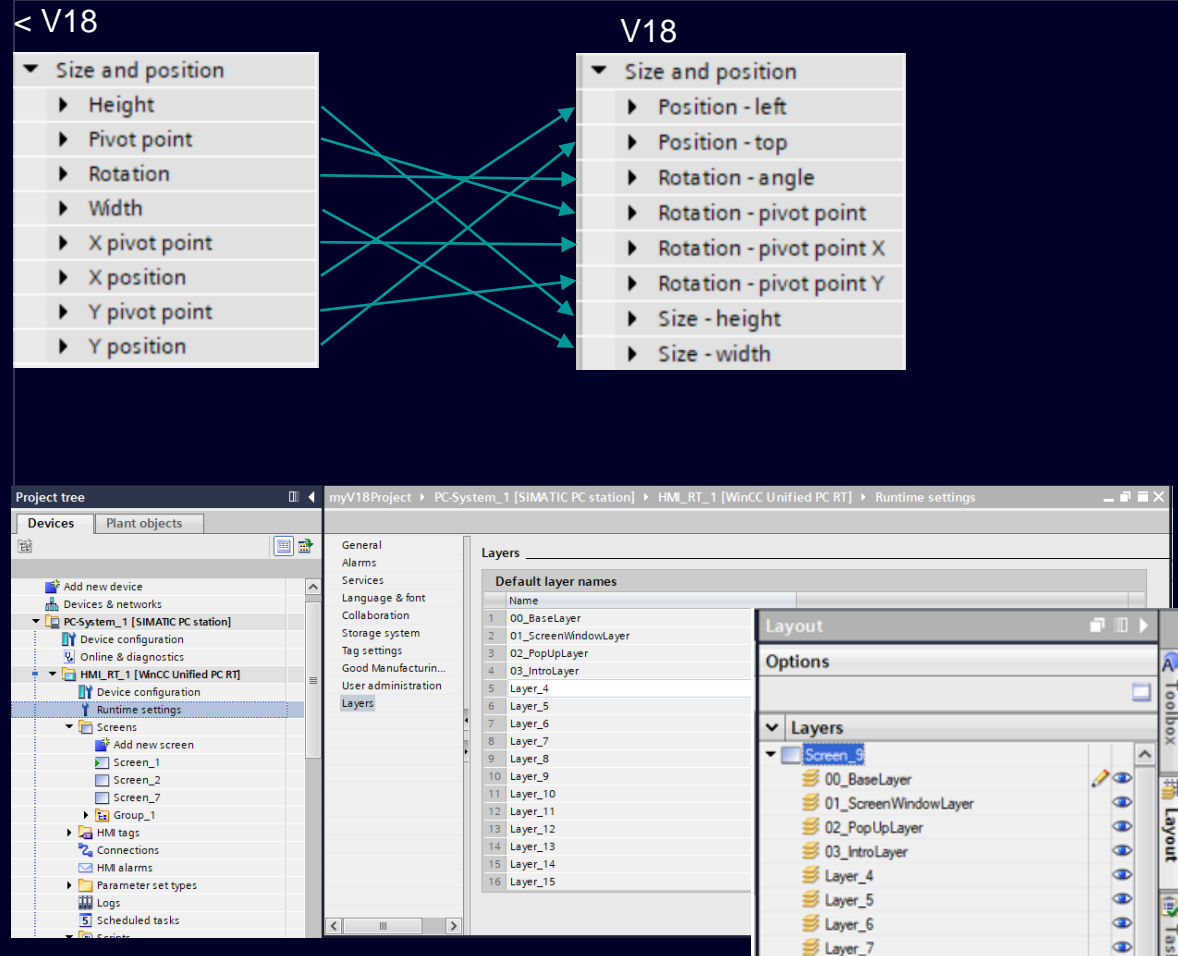 < V18
Size and position
Height
Pivot point
Rotation
Width
X pivot point
X position
Y pivot point
Y position
V18
Size and position
Position - left
Position - top
Rotation - angle
Rotation - pivot point
Rotation - pivot point X
Rotation - pivot point Y
Size - height
Size - width
Project tree
Devices
Plant objects
Add new device
Devices & networks
PC-System_1 [SIMATIC PC station]
Device configuration
Online & diagnostics
HMI_RT_1 [WinCC Unified PC RT]
Device configuration
Runtime settings
Screens
Add new screen
Screen_1
Screen_2
Screen_7
Group_1
HMI tags
Connections
HMI alarms
Parameter set types
Logs
Scheduled tasks
Scripts
myV18Project PC-System_1 [SIMATIC PC station] HMI_RT_1 [WinCC Unified PC RT] Runtime settings
General
Alarms
Services
Language & font
Collaboration
Storage system
Tag settings
Good Manufacturin...
User administration
Layers
Layers
Default layer names
Name
1 00_BaseLayer
2 01_ScreenWindowLayer
3 02_PopUpLayer
4 03_IntroLayer
5 Layer_4
6 Layer_5
7 Layer_6
8 Layer_7
9 Layer_8
10 Layer_9
11 Layer_10
12 Layer_11
13 Layer_12
14 Layer_13
15 Layer_14
16 Layer_15
Layout
Options
Layers
Screen_9
00_BaseLayer
01_ScreenWindowLayer
02_PopUpLayer
03_IntroLayer
Layer_4
Layer_5
Layer_6
Layer_7
Toolbox
Layout